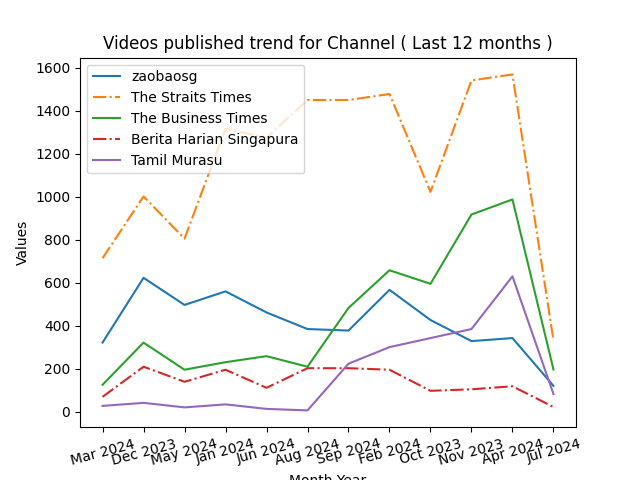 Videos published trend for Channel ( Last 12 months )
zaobaosg
The Straits Times
The Business Times
Berita Harian Singapura
Tamil Murasu
1600
1400
1200
1000
800
600
400
200
0
Values
Mar 2024 Dec 2023 May 2024 Jan 2024 Jun 2024 Aug 2024 Sep 2024 Feb 2024 Oct 2023 Nov 2023 Apr 2024 Jul 2024
Month Year